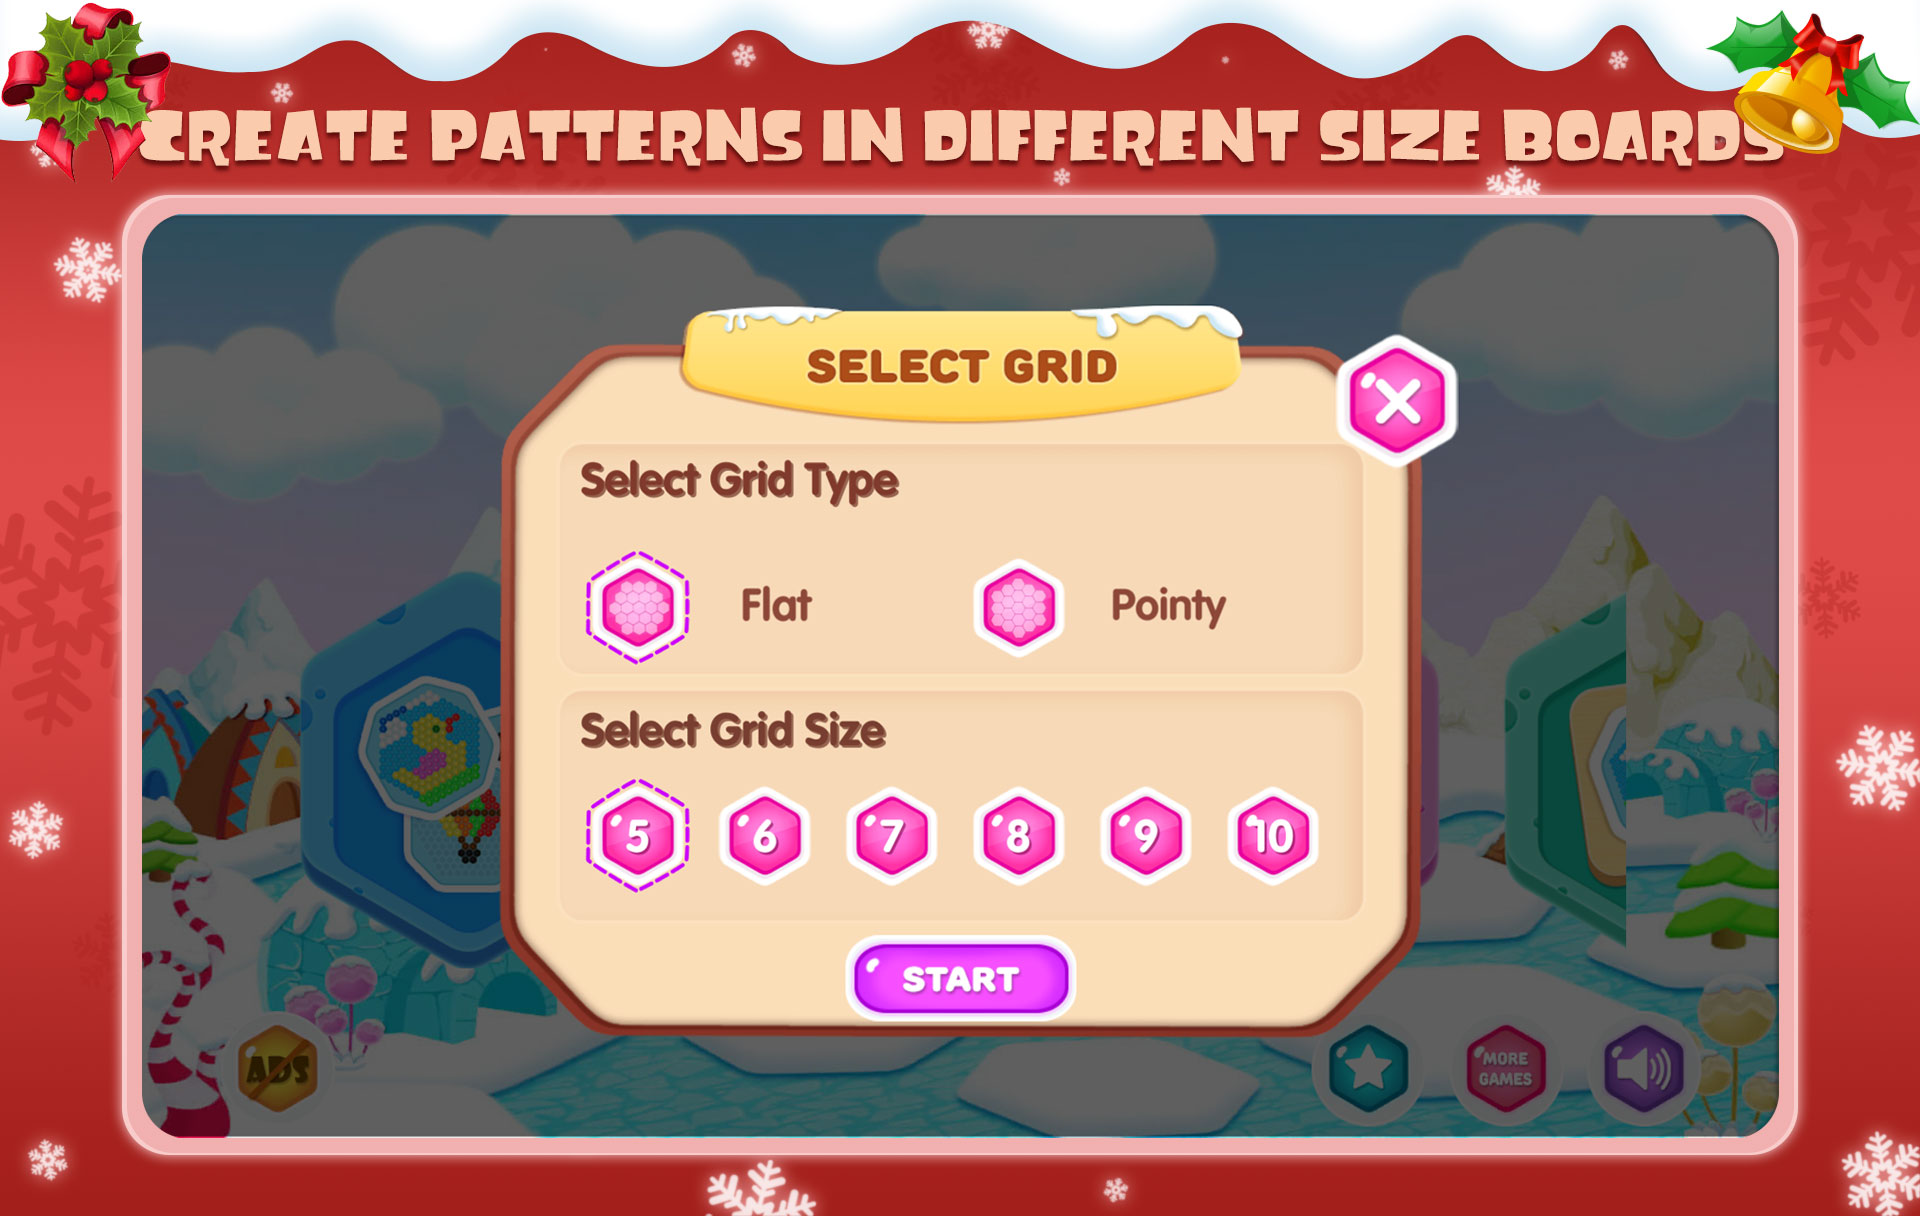 CREATE PATTERNS IN DIFFERENT SIZE BOARDS
SELECT GRID
Select Grid Type
Flat
Pointy
Select Grid Size
5 6 7 8 9 10
START
ADS
MORE
GAMES